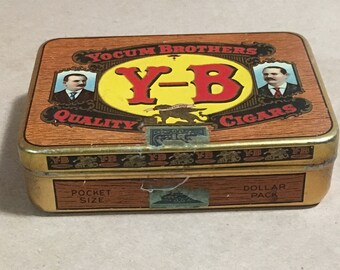 YOCUM BROTHERS
Y-B
QUALITY CIGARS
Y-B Y-B Y-B Y-B Y-B
POCKET SIZE
DOLLAR PACK